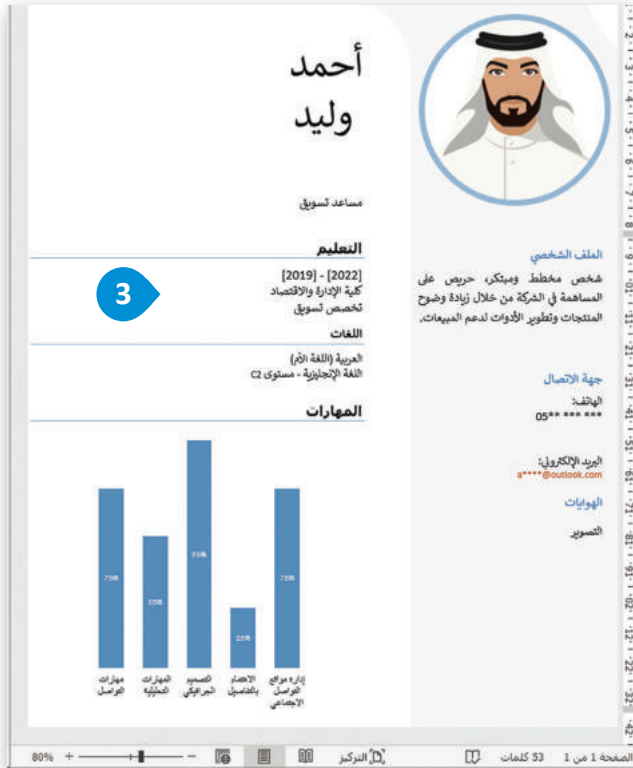 أحمد
وليد
مساعد تسويق
الملف الشخصي
شخص مخطط ومبتكر، حريص على
المساهمة في الشركة من خلال زيادة وضوح
المنتجات وتطوير الأدوات لدعم المبيعات.
جهة الاتصال
الهاتف:
05** *** ***
البريد الإلكتروني:
a****@outlook.com
الهوايات
التصوير
التعليم
[2019] - [2022]
كلية الإدارة والاقتصاد
تخصص تسويق
3
اللغات
العربية (اللغة الأم)
اللغة الإنجليزية - مستوى C2
المهارات
75%
55%
95%
25%
75%
إدارة مواقع
التواصل
الاجتماعي
الاهتمام
بالتفاصيل
التصميم
الجرافيكي
المهارات
التحليلية
مهارات
التواصل
الصفحة 1 من 1
53 كلمات
التركيز
80%